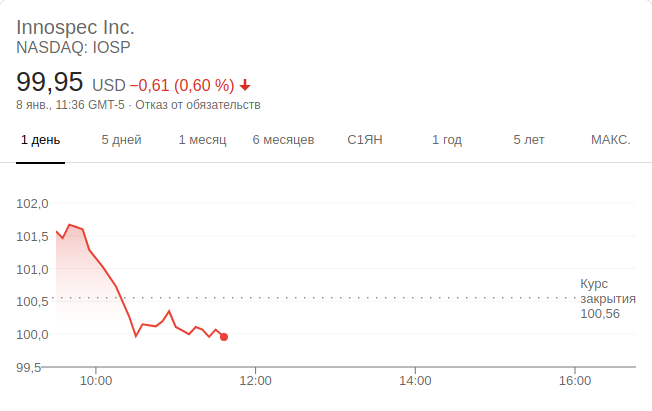 Innospec Inc.
NASDAQ: IOSP
99,95 USD −0,61 (0,60 %)
8 янв., 11:36 GMT-5 · Отказ от обязательств
1 день 5 дней 1 месяц 6 месяцев С1ЯН 1 год 5 лет МАКС.
102,0
101,5
101,0
100,5
100,0
99,5
Курс
закрытия
100,56
10:00 12:00 14:00 16:00